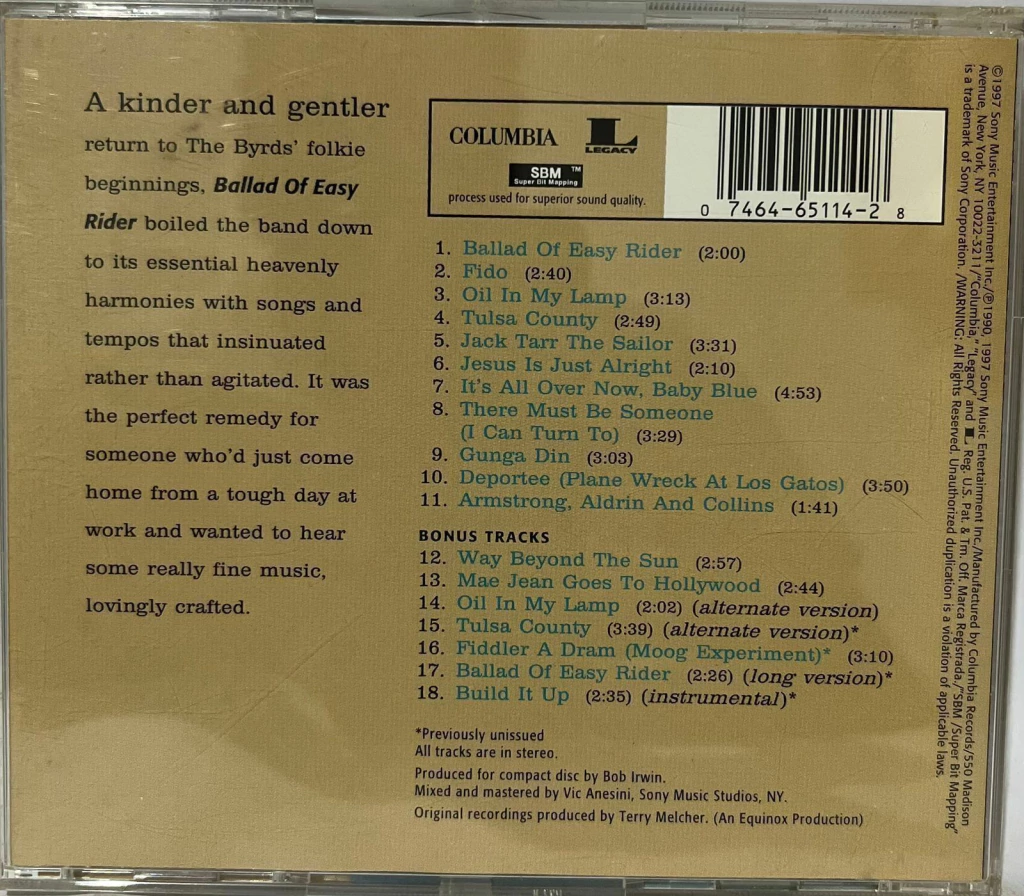 A kinder and gentler
return to The Byrds' folkie
beginnings, Ballad Of Easy
Rider boiled the band down
to its essential heavenly
harmonies with songs and
tempos that insinuated
rather than agitated. It was
the perfect remedy for
someone who'd just come
home from a tough day at
work and wanted to hear
some really fine music,
lovingly crafted.
COLUMBIA
L
LEGACY
SBM™
Super Bit Mapping
process used for superior sound quality.
0 7464-65114-2 8
1. Ballad Of Easy Rider (2:00)
2. Fido (2:40)
3. Oil In My Lamp (3:13)
4. Tulsa County (2:49)
5. Jack Tarr The Sailor (3:31)
6. Jesus Is Just Alright (2:10)
7. It's All Over Now, Baby Blue (4:53)
8. There Must Be Someone
(I Can Turn To) (3:29)
9. Gunga Din (3:03)
10. Deportee (Plane Wreck At Los Gatos) (3:50)
11. Armstrong, Aldrin And Collins (1:41)
BONUS TRACKS
12. Way Beyond The Sun (2:57)
13. Mae Jean Goes To Hollywood (2:44)
14. Oil In My Lamp (2:02) (alternate version)
15. Tulsa County (3:39) (alternate version)*
16. Fiddler A Dram (Moog Experiment)* (3:10)
17. Ballad Of Easy Rider (2:26) (long version)*
18. Build It Up (2:35) (instrumental)*
*Previously unissued
All tracks are in stereo.
Produced for compact disc by Bob Irwin.
Mixed and mastered by Vic Anesini, Sony Music Studios, NY.
Original recordings produced by Terry Melcher. (An Equinox Production)
©1997 Sony Music Entertainment Inc./℗1990, 1997 Sony Music Entertainment Inc./Manufactured by Columbia Records/550 Madison
Avenue, New York, NY 10022-3211/"Columbia," "Legacy" and L Reg. U.S. Pat. & Tm. Off. Marca Registrada./"SBM /Super Bit Mapping"
is a trademark of Sony Corporation. /WARNING: All Rights Reserved. Unauthorized duplication is a violation of applicable laws.